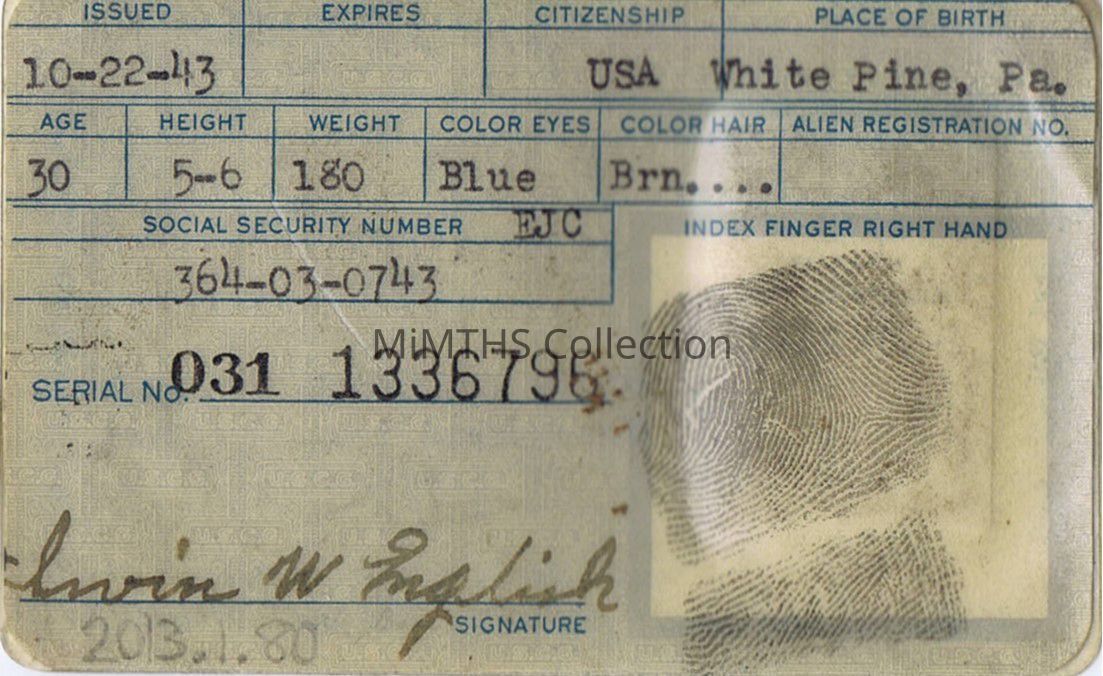 ISSUED EXPIRES CITIZENSHIP PLACE OF BIRTH
10-22-43 USA White Pine, Pa.
AGE HEIGHT WEIGHT COLOR EYES COLOR HAIR ALIEN REGISTRATION NO.
30 5-6 180 Blue Brn....
SOCIAL SECURITY NUMBER EJC INDEX FINGER RIGHT HAND
364-03-0743
MiMTHS Collection
SERIAL No. 031 1336796
W English
SIGNATURE
2013.1.80